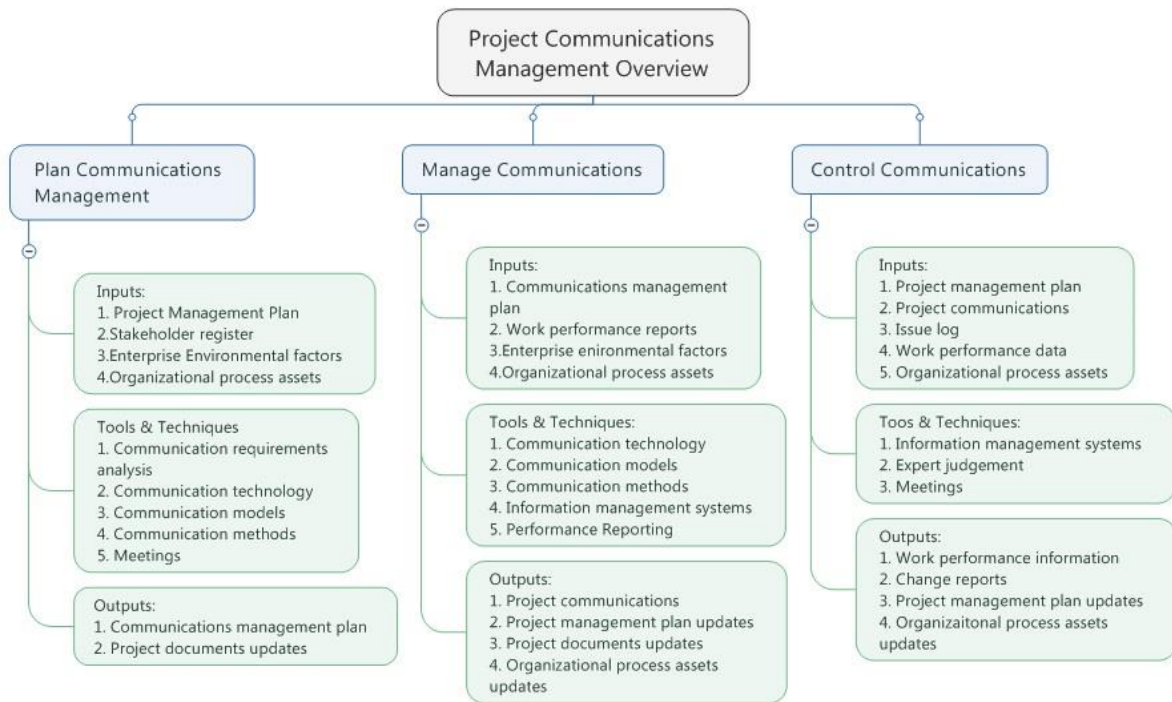 Project Communications
Management Overview
Plan Communications
Management
Inputs:
1. Project Management Plan
2.Stakeholder register
3.Enterprise Environmental factors
4.Organizational process assets
Tools & Techniques
1. Communication requirements
analysis
2. Communication technology
3. Communication models
4. Communication methods
5. Meetings
Outputs:
1. Communications management plan
2. Project documents updates
Manage Communications
Inputs:
1. Communications management
plan
2. Work performance reports
3.Enterprise enironmental factors
4.Organizational process assets
Tools & Techniques:
1. Communication technology
2. Communication models
3. Communication methods
4. Information management systems
5. Performance Reporting
Outputs:
1. Project communications
2. Project management plan updates
3. Project documents updates
4. Organizational process assets
updates
Control Communications
Inputs:
1. Project management plan
2. Project communications
3. Issue log
4. Work performance data
5. Organizational process assets
Toos & Techniques:
1. Information management systems
2. Expert judgement
3. Meetings
Outputs:
1. Work performance information
2. Change reports
3. Project management plan updates
4. Organizaitonal process assets
updates